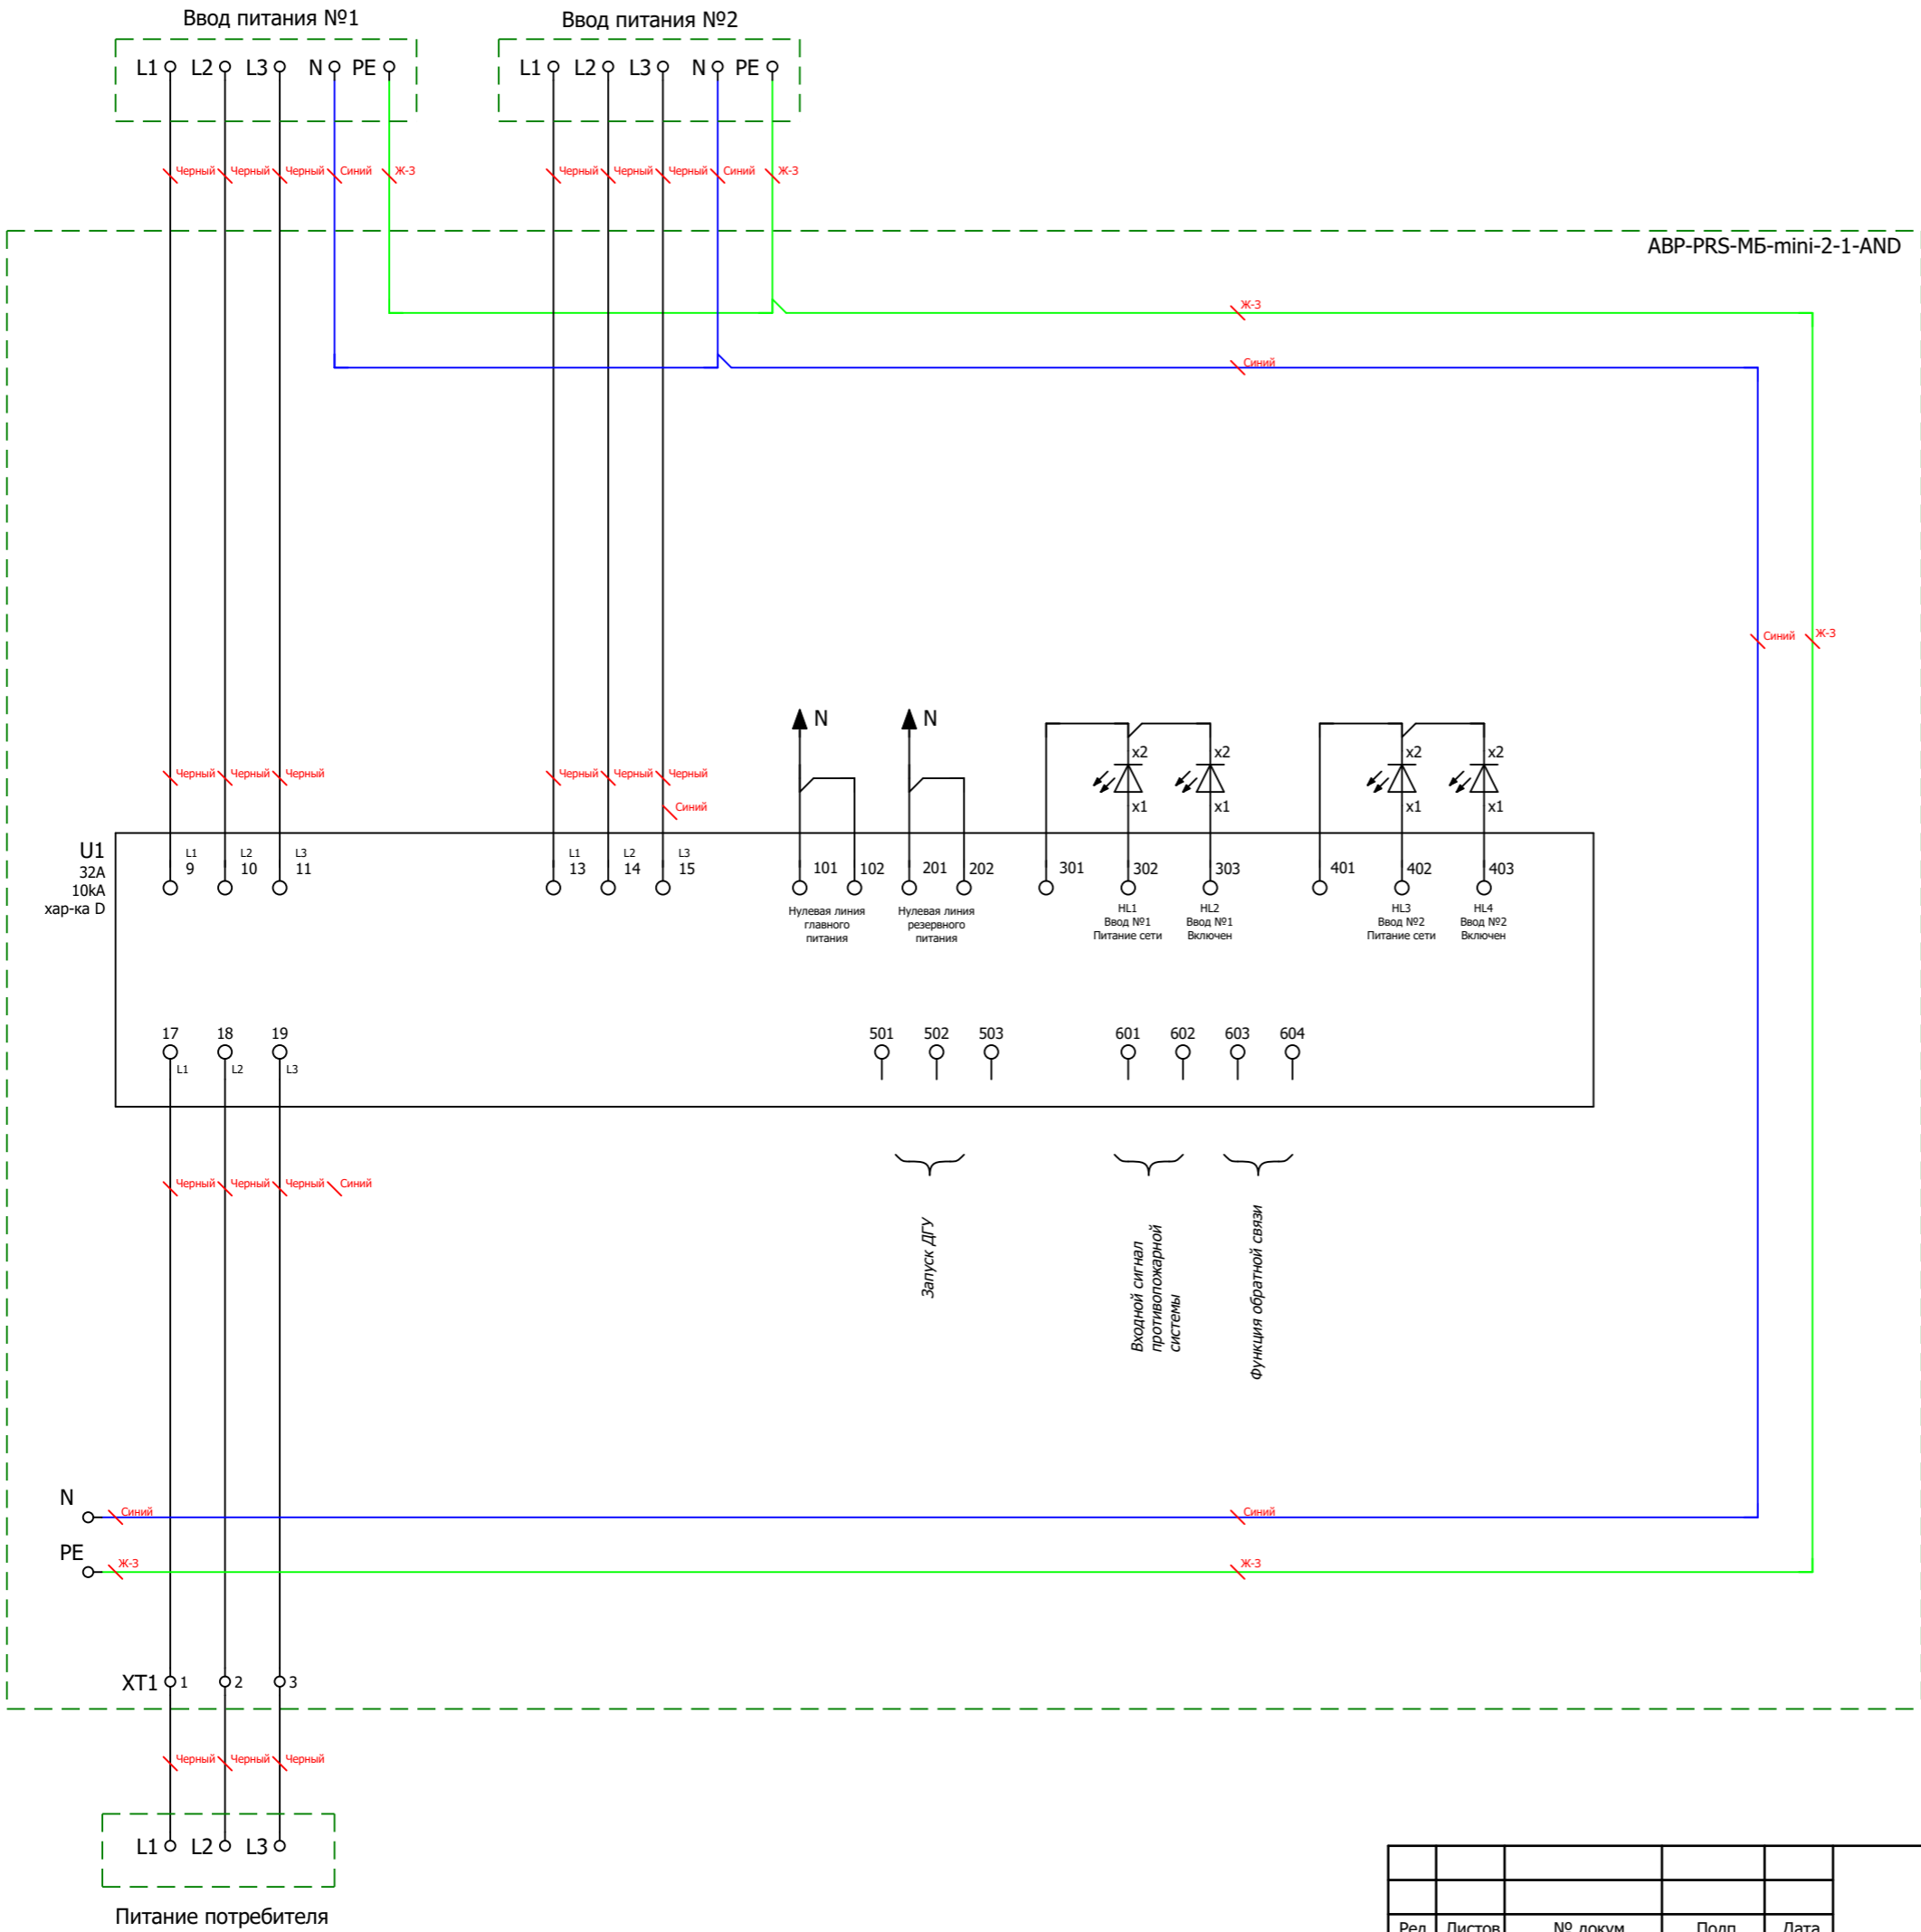 Ввод питания №1
Ввод питания №2
L1 L2 L3 N PE
L1 L2 L3 N PE
Черный Черный Черный Синий Ж-З
Черный Черный Черный Синий Ж-З
АВР-PRS-МБ-mini-2-1-AND
Ж-З
Синий
Синий Ж-З
N N
x2 x2 x2 x2
Черный Черный Черный
Черный Черный Черный
x1 x1 x1 x1
Синий
U1
32А
10kA
хар-ка D
L1 L2 L3
9 10 11
L1 L2 L3
13 14 15
101 102 201 202 301 302 303 401 402 403
Нулевая линия
главного
питания
Нулевая линия
резервного
питания
HL1
Ввод №1
Питание сети
HL2
Ввод №1
Включен
HL3
Ввод №2
Питание сети
HL4
Ввод №2
Включен
17 18 19
L1 L2 L3
501 502 503
601 602 603 604
Черный Черный Черный Синий
Запуск ДГУ
Входной сигнал
противопожарной
системы
Функция обратной связи
N
Синий Синий
PE
Ж-З Ж-З
XT1 1 2 3
Черный Черный Черный
L1 L2 L3
Питание потребителя
Ред Листов № докум. Подп. Дата